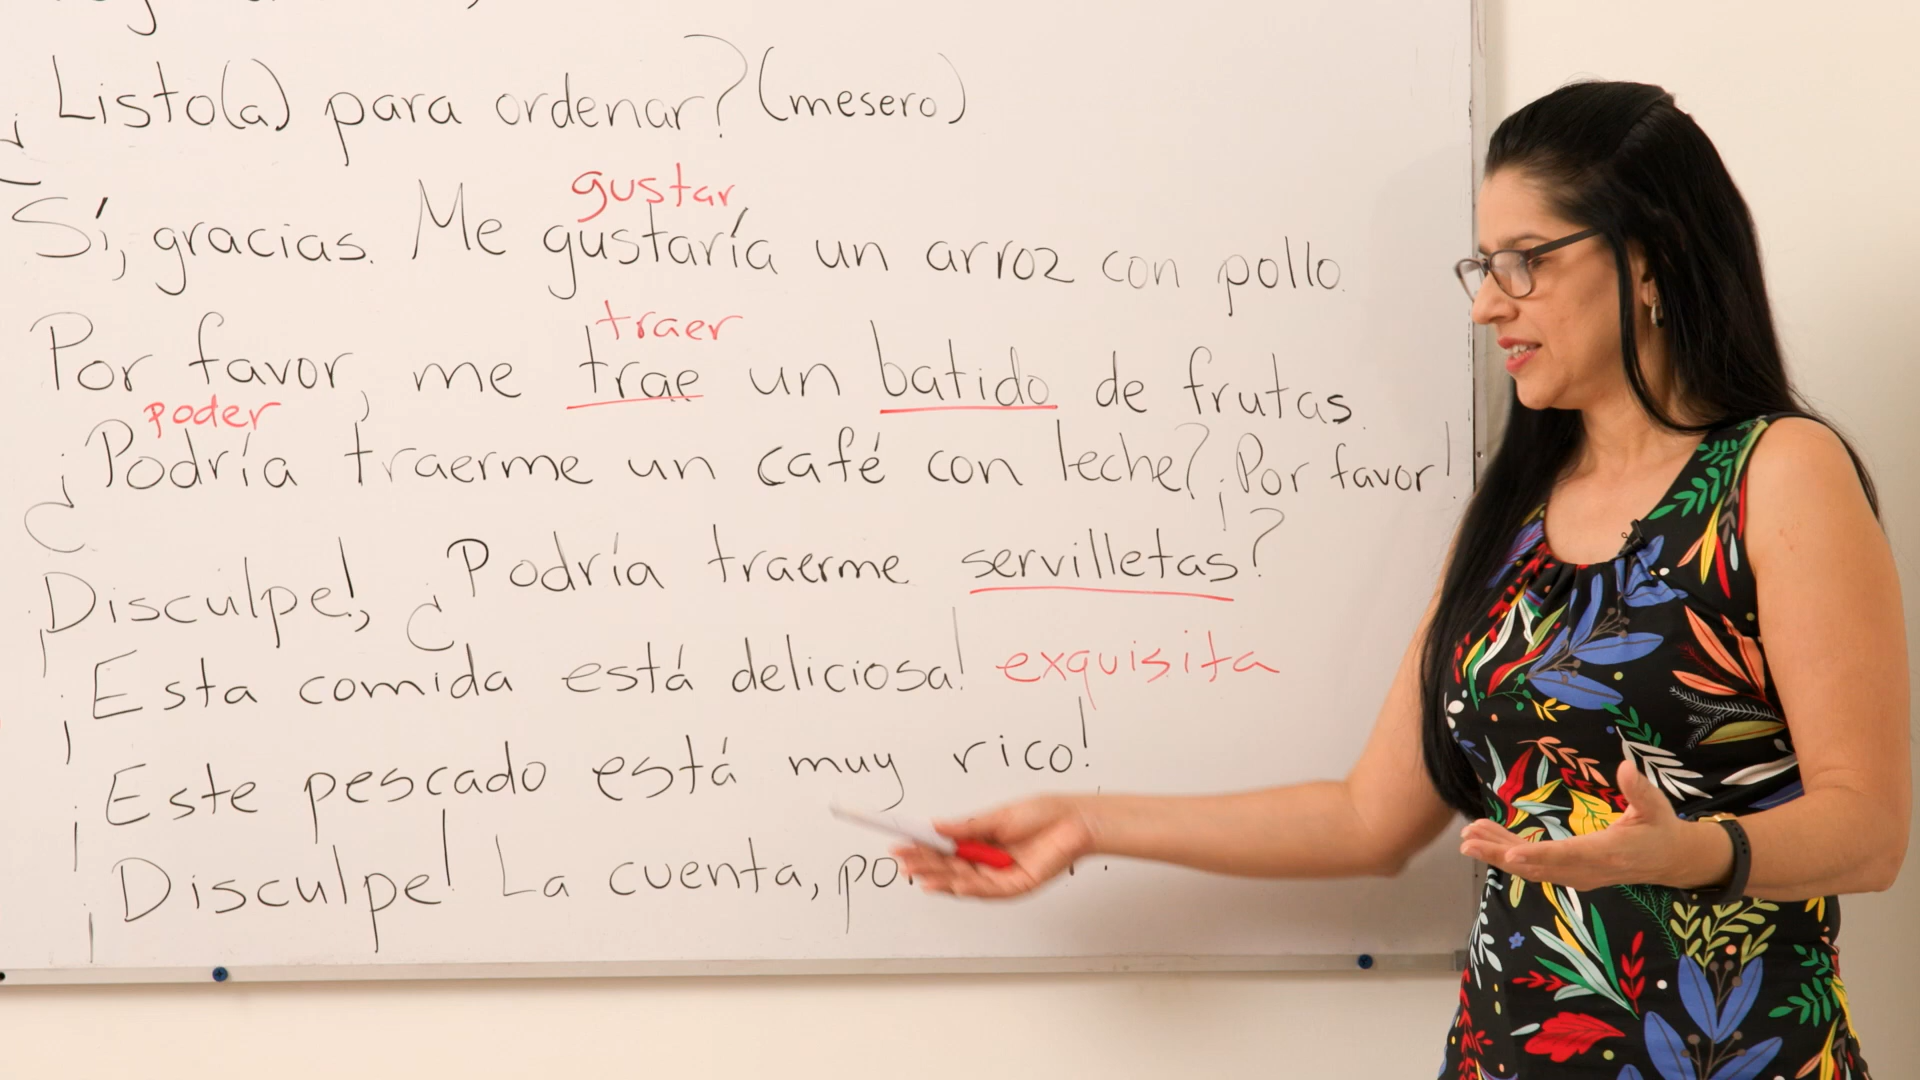 ¿Listo(a) para ordenar? (mesero)
gustar
Sí, gracias. Me gustaría un arroz con pollo.
traer
Por favor, me trae un batido de frutas.
poder
¿Podría traerme un café con leche? ¡Por favor!
¡Disculpe!, ¿Podría traerme servilletas?
¡Esta comida está deliciosa! exquisita
¡Este pescado está muy rico!
¡Disculpe! La cuenta,